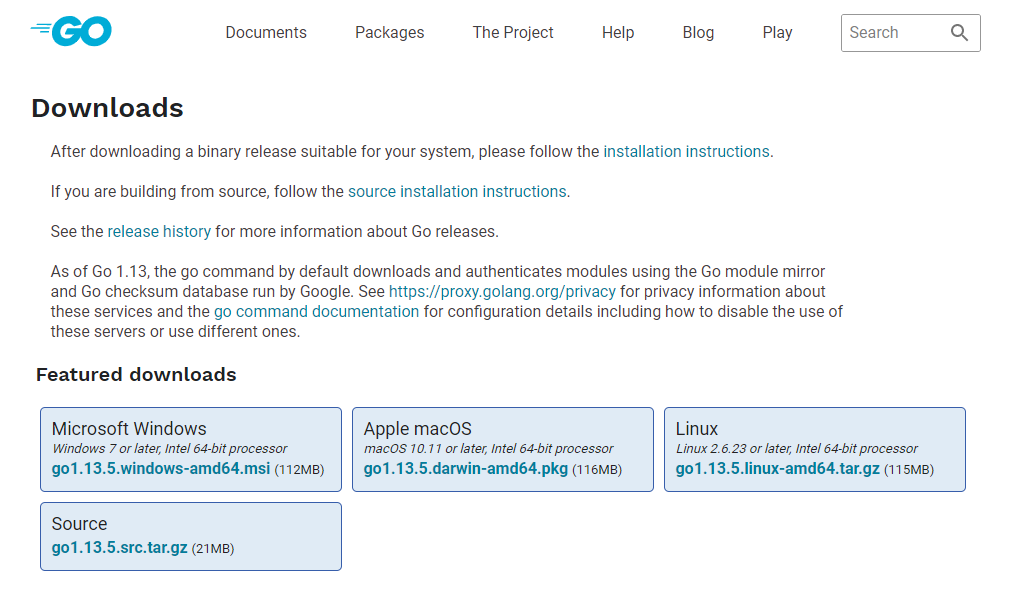 GO
Documents
Packages
The Project
Help
Blog
Play
Search
Downloads
After downloading a binary release suitable for your system, please follow the installation instructions.
If you are building from source, follow the source installation instructions.
See the release history for more information about Go releases.
As of Go 1.13, the go command by default downloads and authenticates modules using the Go module mirror
and Go checksum database run by Google. See https://proxy.golang.org/privacy for privacy information about
these services and the go command documentation for configuration details including how to disable the use of
these servers or use different ones.
Featured downloads
Microsoft Windows
Windows 7 or later, Intel 64-bit processor
go1.13.5.windows-amd64.msi (112MB)
Apple macOS
macOS 10.11 or later, Intel 64-bit processor
go1.13.5.darwin-amd64.pkg (116MB)
Linux
Linux 2.6.23 or later, Intel 64-bit processor
go1.13.5.linux-amd64.tar.gz (115MB)
Source
go1.13.5.src.tar.gz (21MB)